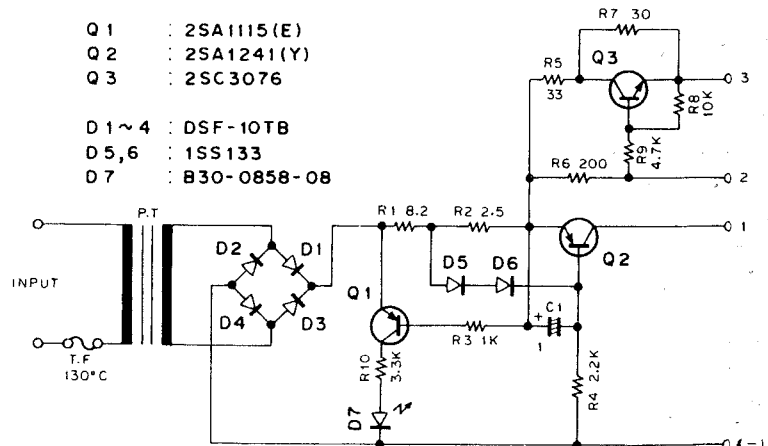 Q1 : 2SA1115(E)
Q2 : 2SA1241(Y)
Q3 : 2SC3076
D1~4 : DSF-10TB
D5,6 : 1SS133
D7 : B30-0858-08
R7 30
Q3
R5
33
3
R8
10K
R9
4.7K
R6 200
2
P.T
R1 8.2
R2 2.5
1
D2
D1
D5
D6
Q2
INPUT
D4
D3
Q1
+
C1
1
R3 1K
T.F
130°C
R10
3.3K
R4 2.2K
D7
(-)